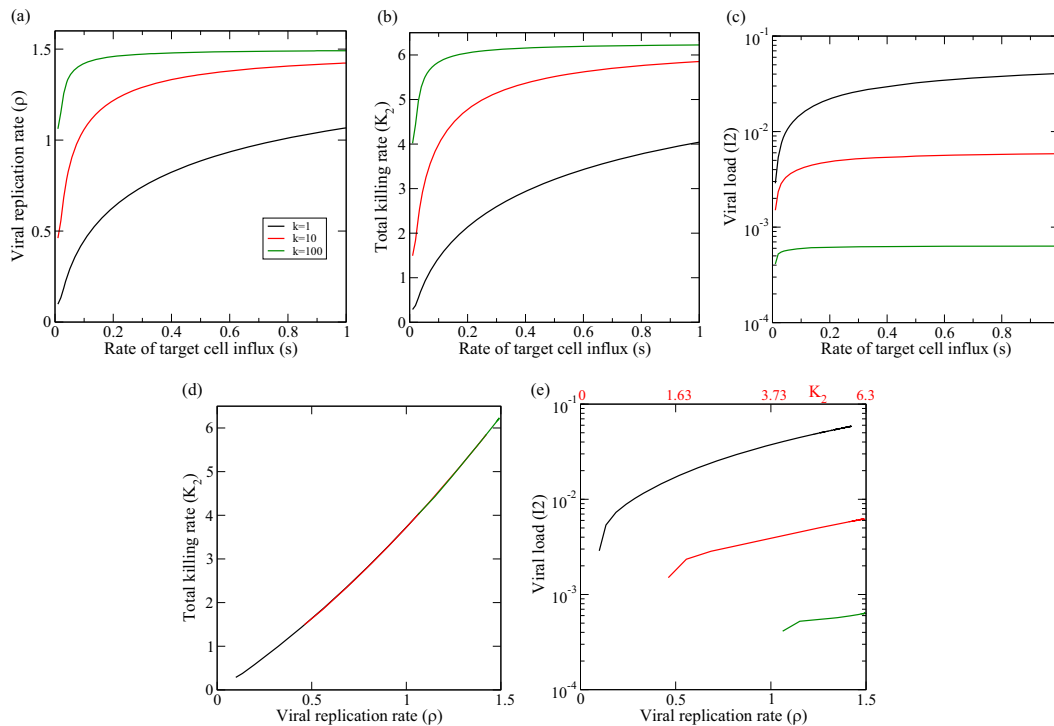 (a)
Viral replication rate (ρ)
1.5
1
0.5
0
0
0.2
0.4
0.6
0.8
1
Rate of target cell influx (s)
k=1
k=10
k=100
(b)
Total killing rate (K2)
6
5
4
3
2
1
0
0
0.2
0.4
0.6
0.8
1
Rate of target cell influx (s)
(c)
Viral load (I2)
10-1
10-2
10-3
10-4
0
0.2
0.4
0.6
0.8
Rate of target cell influx (s)
(d)
Total killing rate (K2)
6
5
4
3
2
1
0
0
0.5
1
1.5
Viral replication rate (ρ)
(e)
0
1.63
3.73
K2
6.3
Viral load (I2)
10-1
10-2
10-3
10-4
0
0.5
1
1.5
Viral replication rate (ρ)